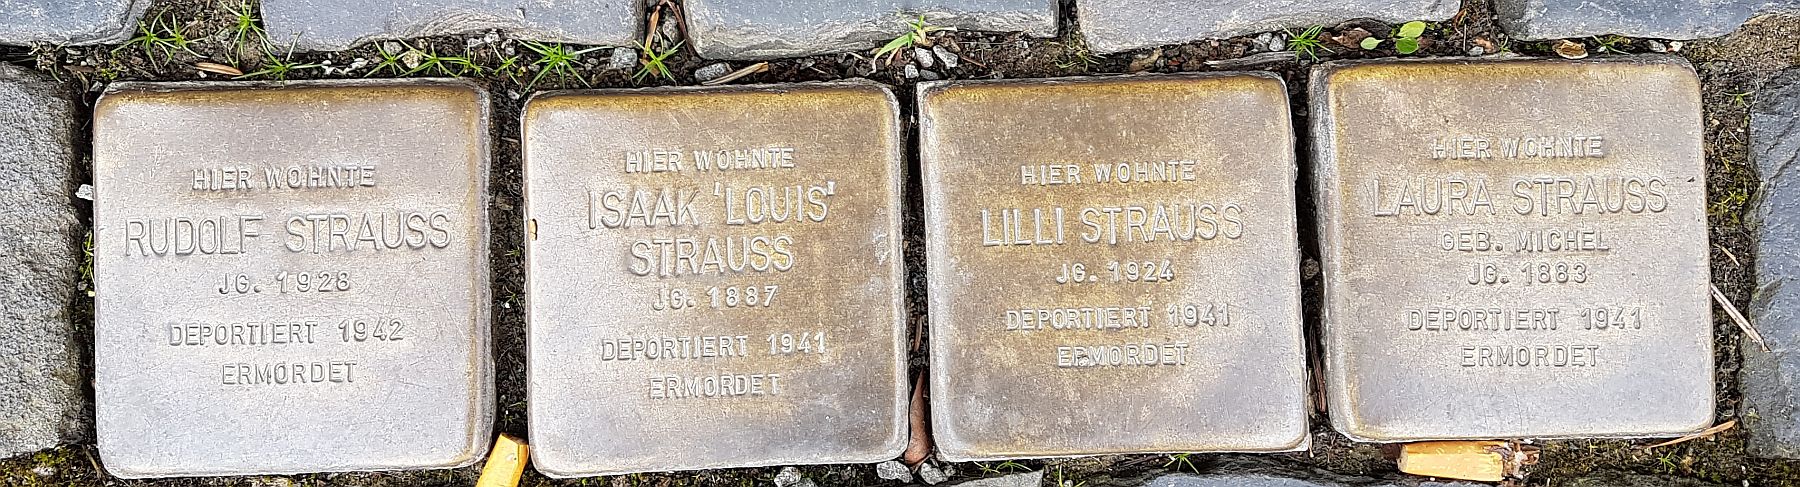 HIER WOHNTE
RUDOLF STRAUSS
JG. 1928
DEPORTIERT 1942
ERMORDET
HIER WOHNTE
ISAAK 'LOUIS'
STRAUSS
JG. 1887
DEPORTIERT 1941
ERMORDET
HIER WOHNTE
LILLI STRAUSS
JG. 1924
DEPORTIERT 1941
ERMORDET
HIER WOHNTE
LAURA STRAUSS
GEB. MICHEL
JG. 1883
DEPORTIERT 1941
ERMORDET